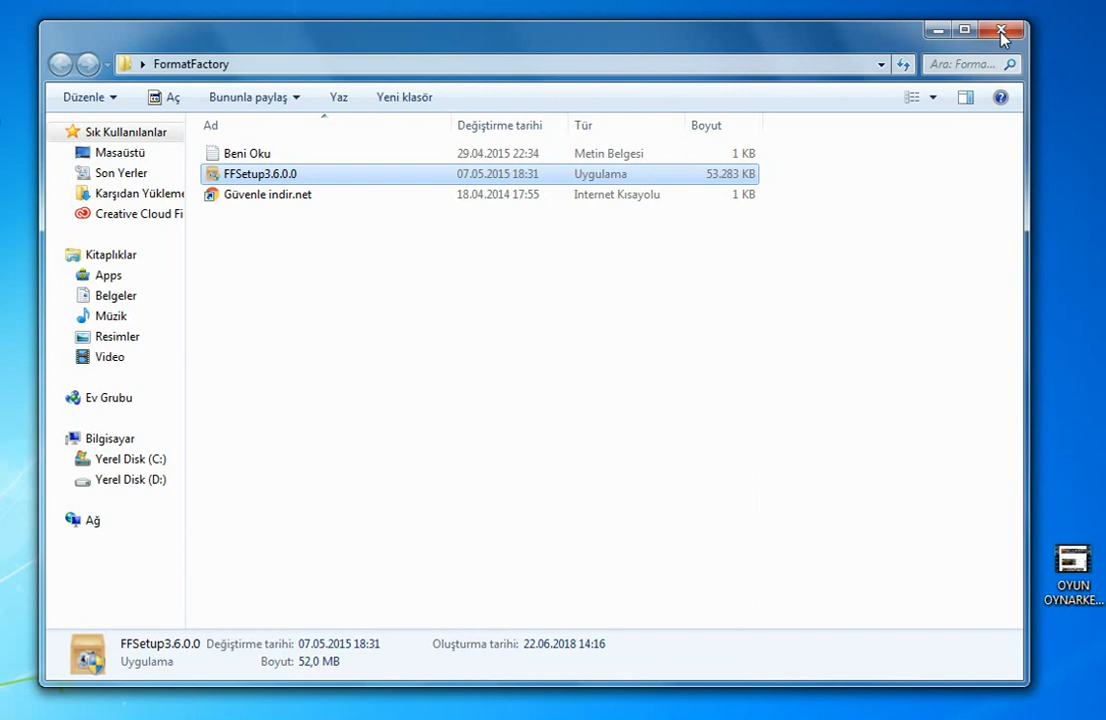 FormatFactory
Ara: Forma...
Düzenle Aç Bununla paylaş Yaz Yeni klasör
Ad Değiştirme tarihi Tür Boyut
Beni Oku 29.04.2015 22:34 Metin Belgesi 1 KB
FFSetup3.6.0.0 07.05.2015 18:31 Uygulama 53.283 KB
Güvenle indir.net 18.04.2014 17:55 Internet Kısayolu 1 KB
Sık Kullanılanlar
Masaüstü
Son Yerler
Karşıdan Yükleme
Creative Cloud Fi
Kitaplıklar
Apps
Belgeler
Müzik
Resimler
Video
Ev Grubu
Bilgisayar
Yerel Disk (C:)
Yerel Disk (D:)
Ağ
OYUN
OYNARKE...
FFSetup3.6.0.0 Değiştirme tarihi: 07.05.2015 18:31 Oluşturma tarihi: 22.06.2018 14:16
Uygulama Boyut: 52,0 MB